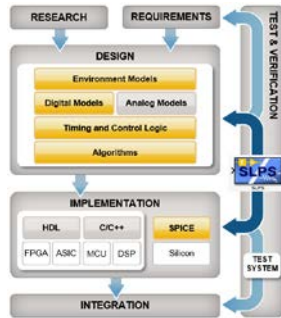 RESEARCH
REQUIREMENTS
TEST & VERIFICATION
DESIGN
Environment Models
Digital Models
Analog Models
Timing and Control Logic
Algorithms
SLPS
SLPS
IMPLEMENTATION
HDL
C/C++
SPICE
FPGA
ASIC
MCU
DSP
Silicon
TEST
SYSTEM
INTEGRATION